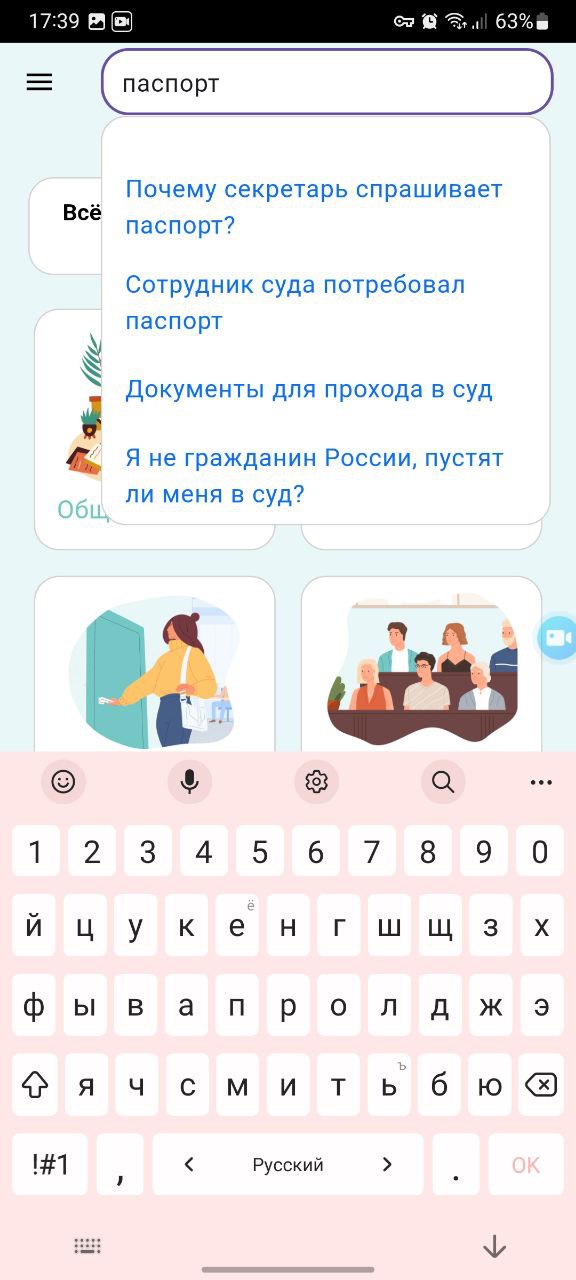 17:39
63%
паспорт
Почему секретарь спрашивает
паспорт?
Всё
Сотрудник суда потребовал
паспорт
Документы для прохода в суд
Я не гражданин России, пустят
ли меня в суд?
Общ
1 2 3 4 5 6 7 8 9 0
ё
й ц у к е н г ш щ з х
ф ы в а п р о л д ж э
ъ
я ч с м и т ь б ю
!#1 , < Русский > . OK